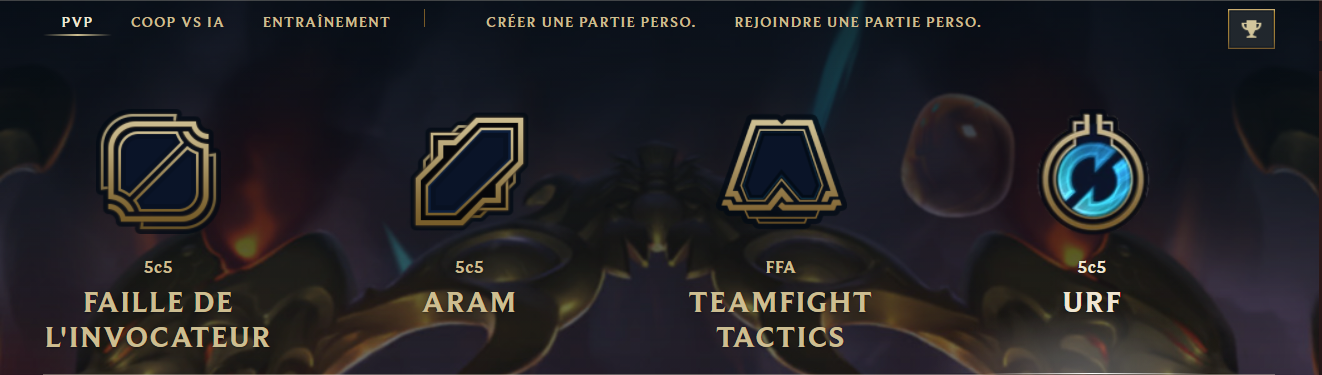 PVP COOP VS IA ENTRAÎNEMENT CRÉER UNE PARTIE PERSO. REJOINDRE UNE PARTIE PERSO.
5c5
FAILLE DE
L'INVOCATEUR
5c5
ARAM
FFA
TEAMFIGHT
TACTICS
5c5
URF